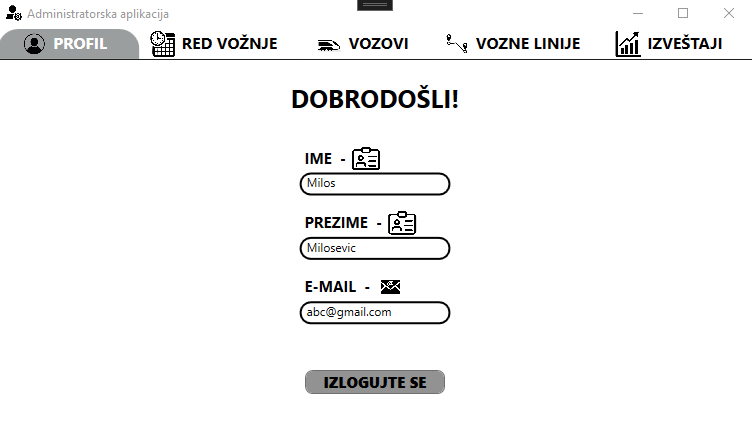 Administratorska aplikacija
PROFIL RED VOŽNJE VOZOVI VOZNE LINIJE IZVEŠTAJI
DOBRODOŠLI!
IME -
Milos
PREZIME -
Milosevic
E-MAIL -
abc@gmail.com
IZLOGUJTE SE